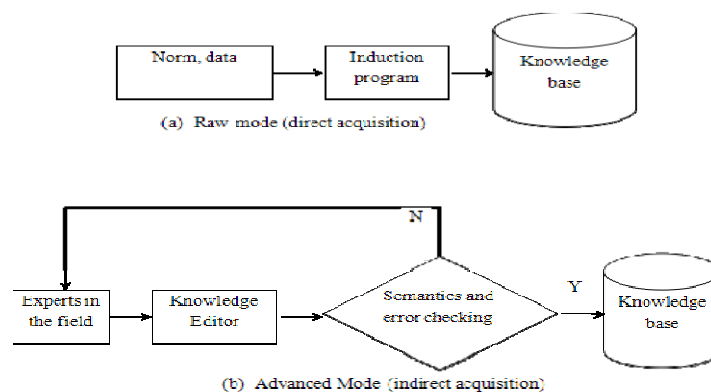 Norm, data
Induction
program
Knowledge
base
(a) Raw mode (direct acquisition)
N
Experts in
the field
Knowledge
Editor
Semantics and
error checking
Y
Knowledge
base
(b) Advanced Mode (indirect acquisition)